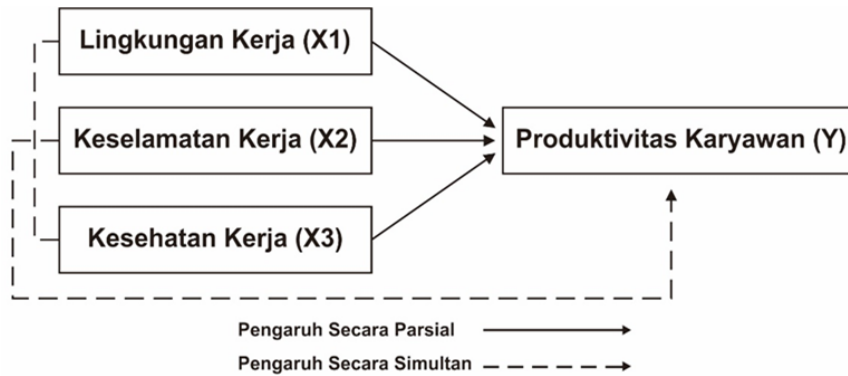 Lingkungan Kerja (X1)
Keselamatan Kerja (X2)
Produktivitas Karyawan (Y)
Kesehatan Kerja (X3)
Pengaruh Secara Parsial
Pengaruh Secara Simultan